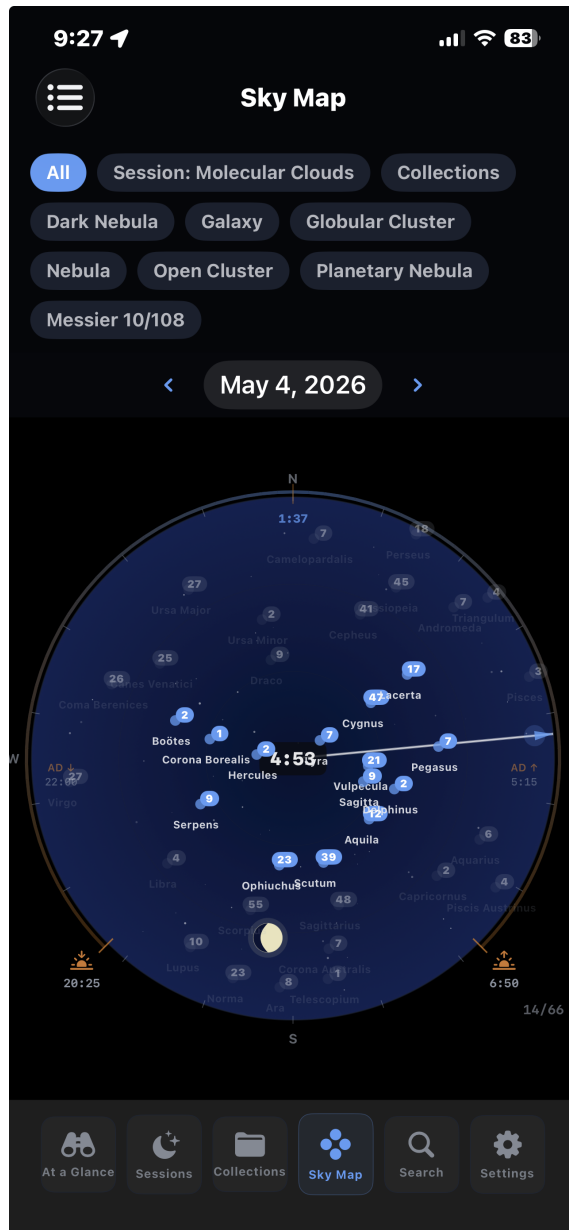 9:27
83
Sky Map
All
Session: Molecular Clouds
Collections
Dark Nebula
Galaxy
Globular Cluster
Nebula
Open Cluster
Planetary Nebula
Messier 10/108
May 4, 2026
N
1:37
7
Camelopardalis
18
Perseus
27
Ursa Major
45
41
4
7
Triangulum
Andromeda
2
Ursa Minor
Cepheus
9
Draco
25
26
Coma Berenices
17
Lacerta
47
Cygnus
3
Pisces
2
Boötes
1
Corona Borealis
2
Hercules
4:53
7
7
Pegasus
W
AD ↓
22:00
27
Virgo
21
Vulpecula
9
Sagitta
2
Delphinus
12
Aquila
AD ↑
5:15
9
Serpens
6
Aquarius
4
Libra
23
Ophiuchus
39
Scutum
2
Capricornus
4
Piscis Austrinus
55
48
Sagittarius
10
Lupus
7
Corona Australis
23
Norma
8
Ara
1
Telescopium
20:25
6:50
14/66
S
At a Glance
Sessions
Collections
Sky Map
Search
Settings